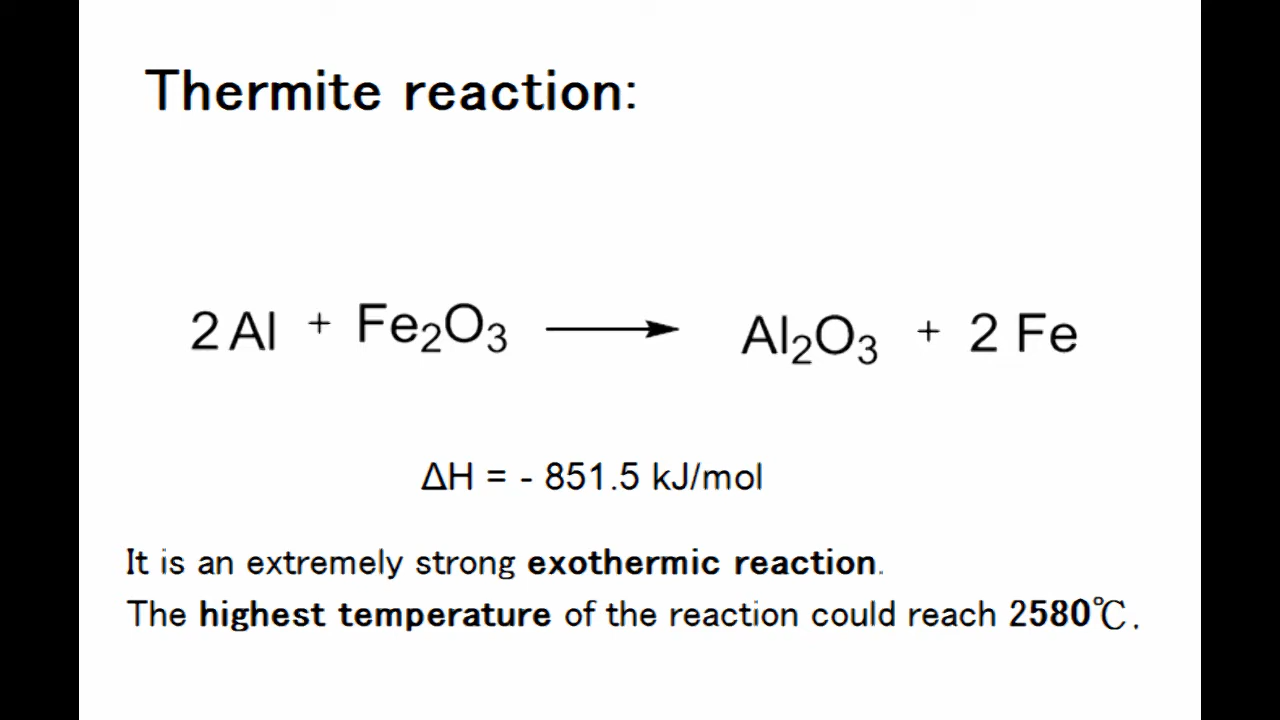 Thermite reaction:
2 Al + Fe₂O₃ ⟶ Al₂O₃ + 2 Fe
ΔH = - 851.5 kJ/mol
It is an extremely strong exothermic reaction.
The highest temperature of the reaction could reach 2580℃.